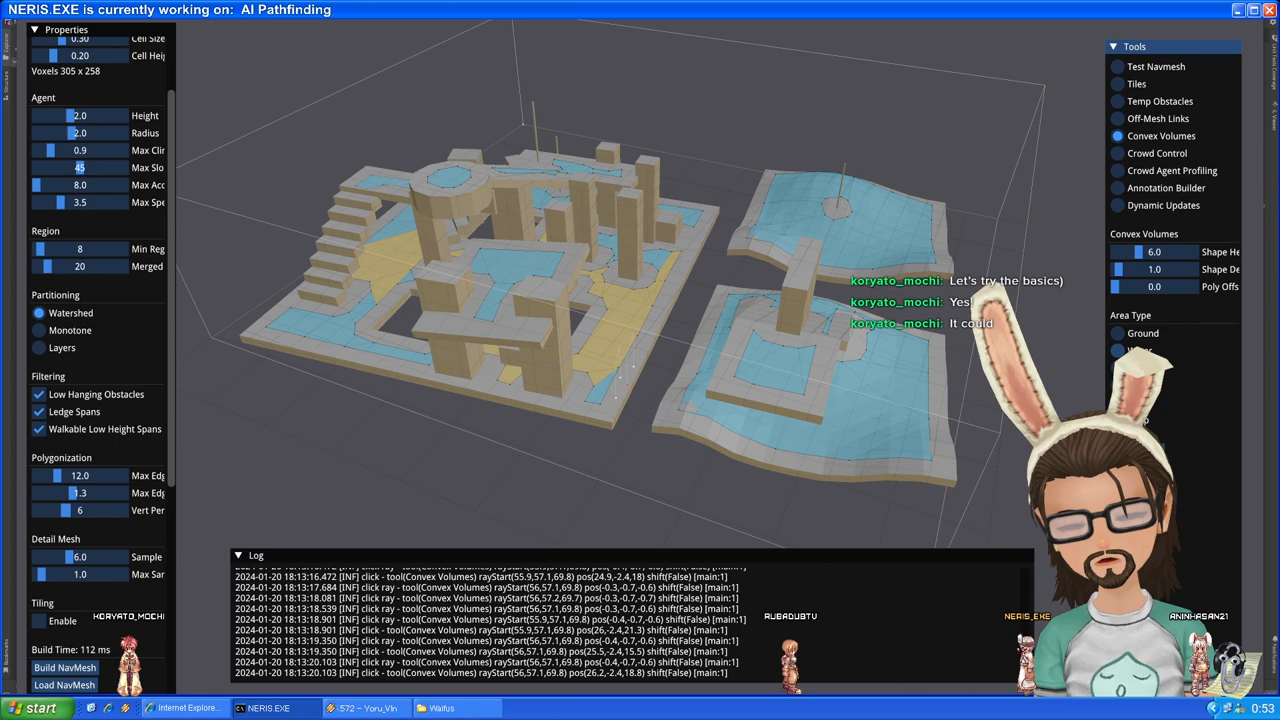 NERIS.EXE is currently working on: AI Pathfinding
Properties
0.30 Cell Size
0.20 Cell Hei
Voxels 305 x 258
Agent
2.0 Height
2.0 Radius
0.9 Max Clim
45 Max Slo
8.0 Max Acc
3.5 Max Spe
Region
8 Min Reg
20 Merged
Partitioning
Watershed
Monotone
Layers
Filtering
Low Hanging Obstacles
Ledge Spans
Walkable Low Height Spans
Polygonization
12.0 Max Edg
1.3 Max Edg
6 Vert Per
Detail Mesh
6.0 Sample
1.0 Max Sar
Tiling
Enable
Build Time: 112 ms
Build NavMesh
Load NavMesh
Tools
Test Navmesh
Tiles
Temp Obstacles
Off-Mesh Links
Convex Volumes
Crowd Control
Crowd Agent Profiling
Annotation Builder
Dynamic Updates
Convex Volumes
6.0 Shape He
1.0 Shape De
0.0 Poly Offs
Area Type
Ground
koryato_mochi: Let's try the basics)
koryato_mochi: Yes!
koryato_mochi: It could
Log
2024-01-20 18:13:16.472 [INF] click - tool(Convex Volumes) rayStart(55.9,57.1,69.8) pos(24.9,-2.4,18) shift(False) [main:1]
2024-01-20 18:13:17.684 [INF] click ray - tool(Convex Volumes) rayStart(56,57.1,69.8) pos(-0.3,-0.7,-0.6) shift(False) [main:1]
2024-01-20 18:13:18.081 [INF] click ray - tool(Convex Volumes) rayStart(56,57.2,69.7) pos(-0.3,-0.6,-0.7) shift(False) [main:1]
2024-01-20 18:13:18.539 [INF] click ray - tool(Convex Volumes) rayStart(56,57.1,69.8) pos(-0.3,-0.7,-0.6) shift(False) [main:1]
2024-01-20 18:13:18.901 [INF] click ray - tool(Convex Volumes) rayStart(55.9,57.1,69.8) pos(-0.4,-0.7,-0.6) shift(False) [main:1]
2024-01-20 18:13:18.901 [INF] click - tool(Convex Volumes) rayStart(55.9,57.1,69.8) pos(26,-2.4,21.3) shift(False) [main:1]
2024-01-20 18:13:19.350 [INF] click ray - tool(Convex Volumes) rayStart(56,57.1,69.8) pos(-0.4,-0.7,-0.6) shift(False) [main:1]
2024-01-20 18:13:19.350 [INF] click - tool(Convex Volumes) rayStart(56,57.1,69.8) pos(25.5,-2.4,15.5) shift(False) [main:1]
2024-01-20 18:13:20.103 [INF] click ray - tool(Convex Volumes) rayStart(56,57.1,69.8) pos(-0.4,-0.7,-0.6) shift(False) [main:1]
2024-01-20 18:13:20.103 [INF] click - tool(Convex Volumes) rayStart(56,57.1,69.8) pos(26.2,-2.4,18.8) shift(False) [main:1]
KORYATO_MOCHI
RUBADUBTV
NERIS_EXE
ANINHASAN21
start
Internet Explore...
NERIS.EXE
Waifus
0:53